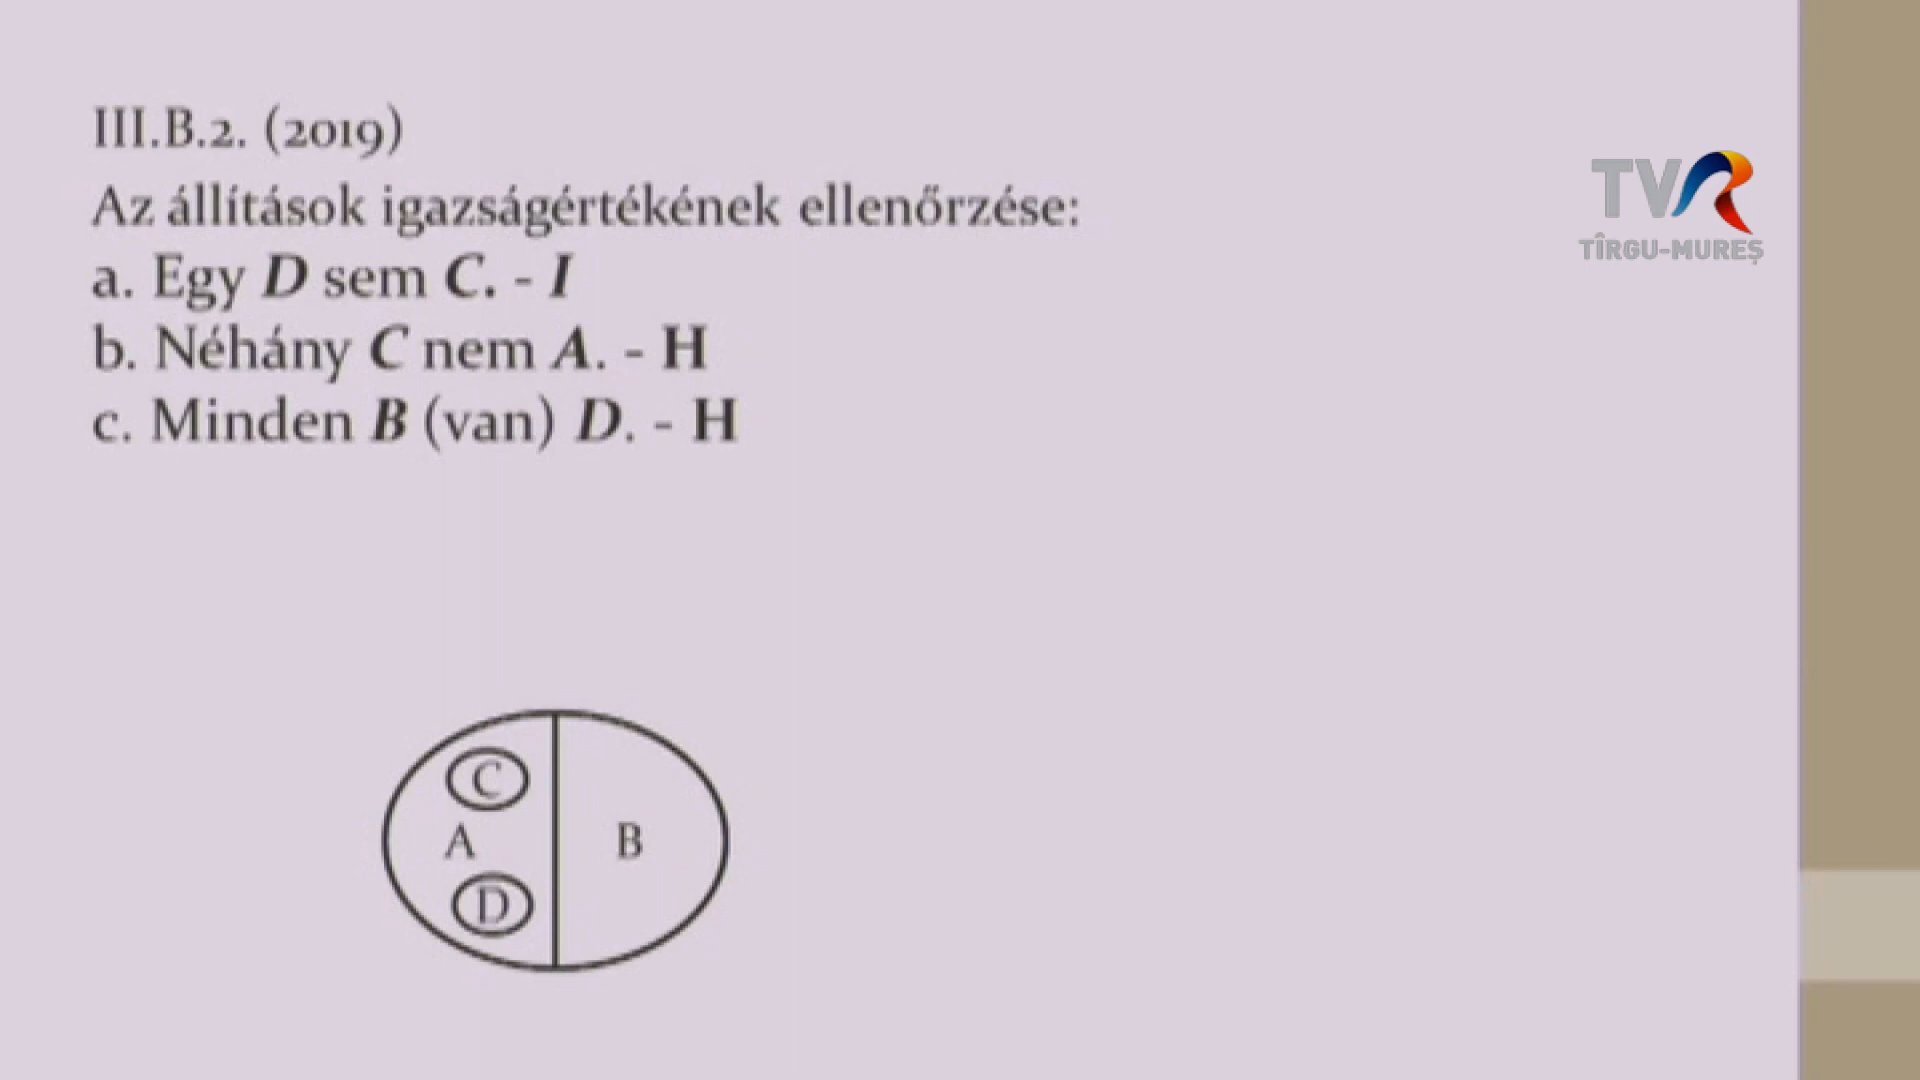 III.B.2. (2019)
Az állítások igazságértékének ellenőrzése:
a. Egy D sem C. - I
b. Néhány C nem A. - H
c. Minden B (van) D. - H
TVR
TÎRGU-MUREȘ
C
A
B
D